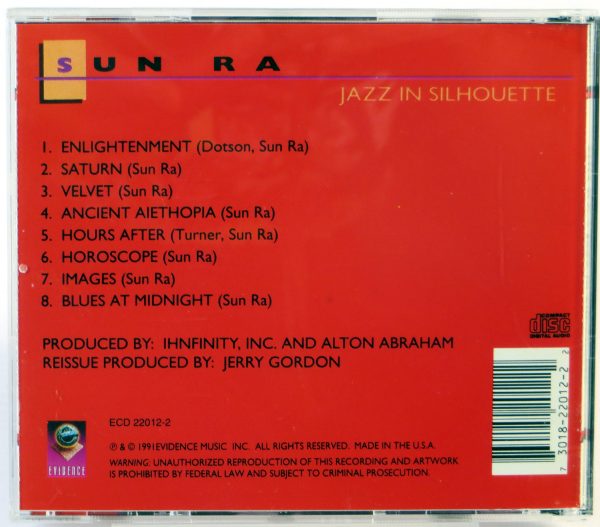 SUN RA
JAZZ IN SILHOUETTE
1. ENLIGHTENMENT (Dotson, Sun Ra)
2. SATURN (Sun Ra)
3. VELVET (Sun Ra)
4. ANCIENT AIETHOPIA (Sun Ra)
5. HOURS AFTER (Turner, Sun Ra)
6. HOROSCOPE (Sun Ra)
7. IMAGES (Sun Ra)
8. BLUES AT MIDNIGHT (Sun Ra)
COMPACT
disc
DIGITAL AUDIO
PRODUCED BY: IHNFINITY, INC. AND ALTON ABRAHAM
REISSUE PRODUCED BY: JERRY GORDON
7 3018-22012-2 2
ECD 22012-2
EVIDENCE
℗ & © 1991 EVIDENCE MUSIC INC. ALL RIGHTS RESERVED. MADE IN THE U.S.A.
WARNING: UNAUTHORIZED REPRODUCTION OF THIS RECORDING AND ARTWORK
IS PROHIBITED BY FEDERAL LAW AND SUBJECT TO CRIMINAL PROSECUTION.